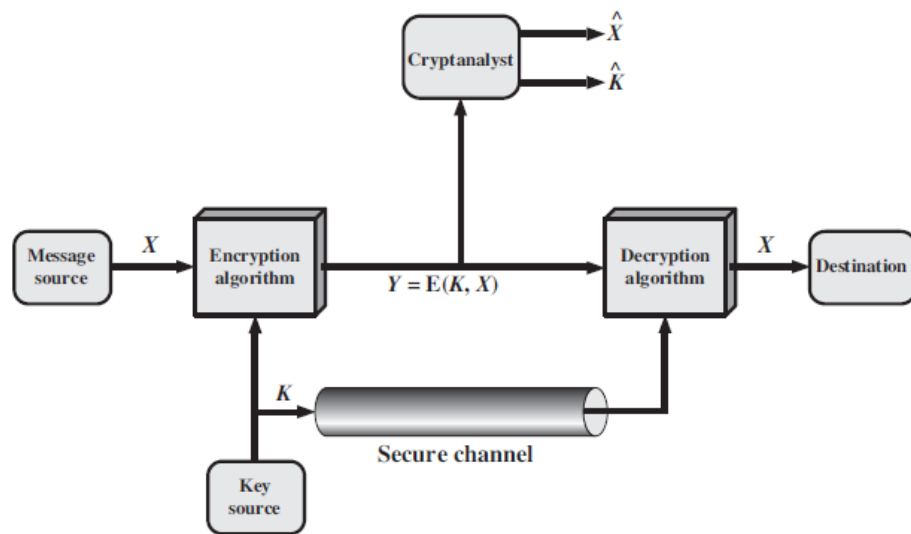 X̂
Cryptanalyst
K̂
Message
source
X
Encryption
algorithm
Y = E(K, X)
Decryption
algorithm
X
Destination
K
Secure channel
Key
source